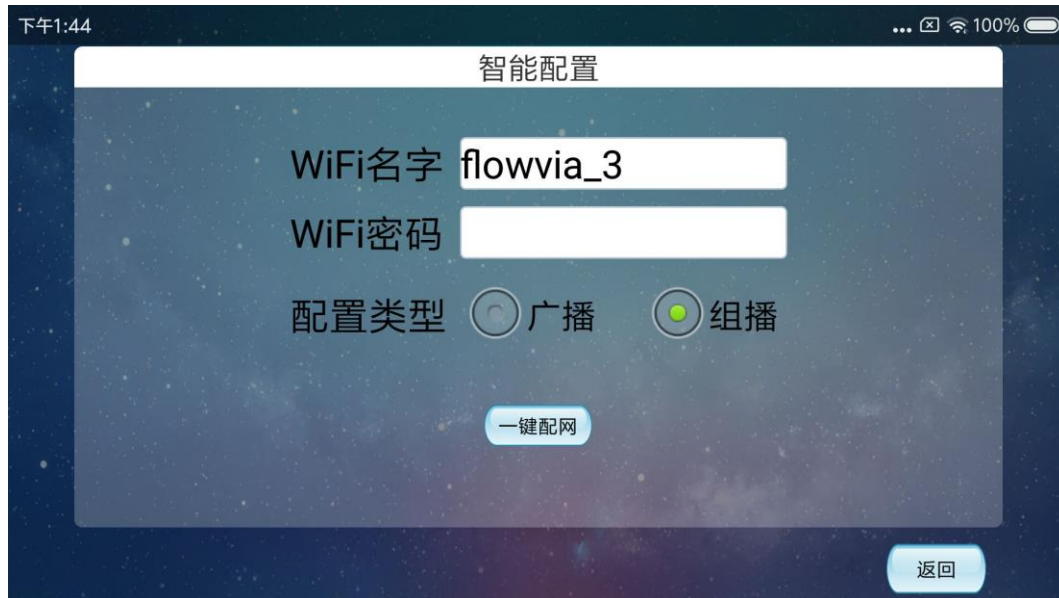 下午1:44 ... 100%
智能配置
WiFi名字 flowvia_3
WiFi密码
配置类型 广播 组播
一键配网
返回